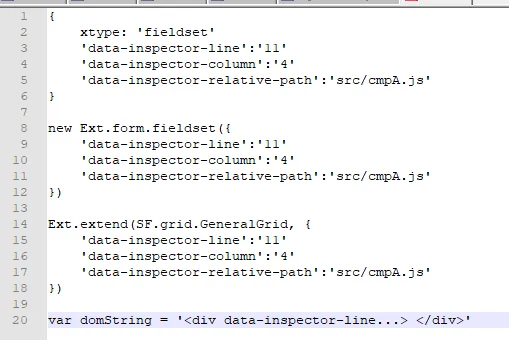 1 {
2     xtype: 'fieldset'
3     'data-inspector-line':'11'
4     'data-inspector-column':'4'
5     'data-inspector-relative-path':'src/cmpA.js'
6 }
7
8 new Ext.form.fieldset({
9     'data-inspector-line':'11'
10     'data-inspector-column':'4'
11     'data-inspector-relative-path':'src/cmpA.js'
12 })
13
14 Ext.extend(SF.grid.GeneralGrid, {
15     'data-inspector-line':'11'
16     'data-inspector-column':'4'
17     'data-inspector-relative-path':'src/cmpA.js'
18 })
19
20 var domString = '<div data-inspector-line...> </div>'